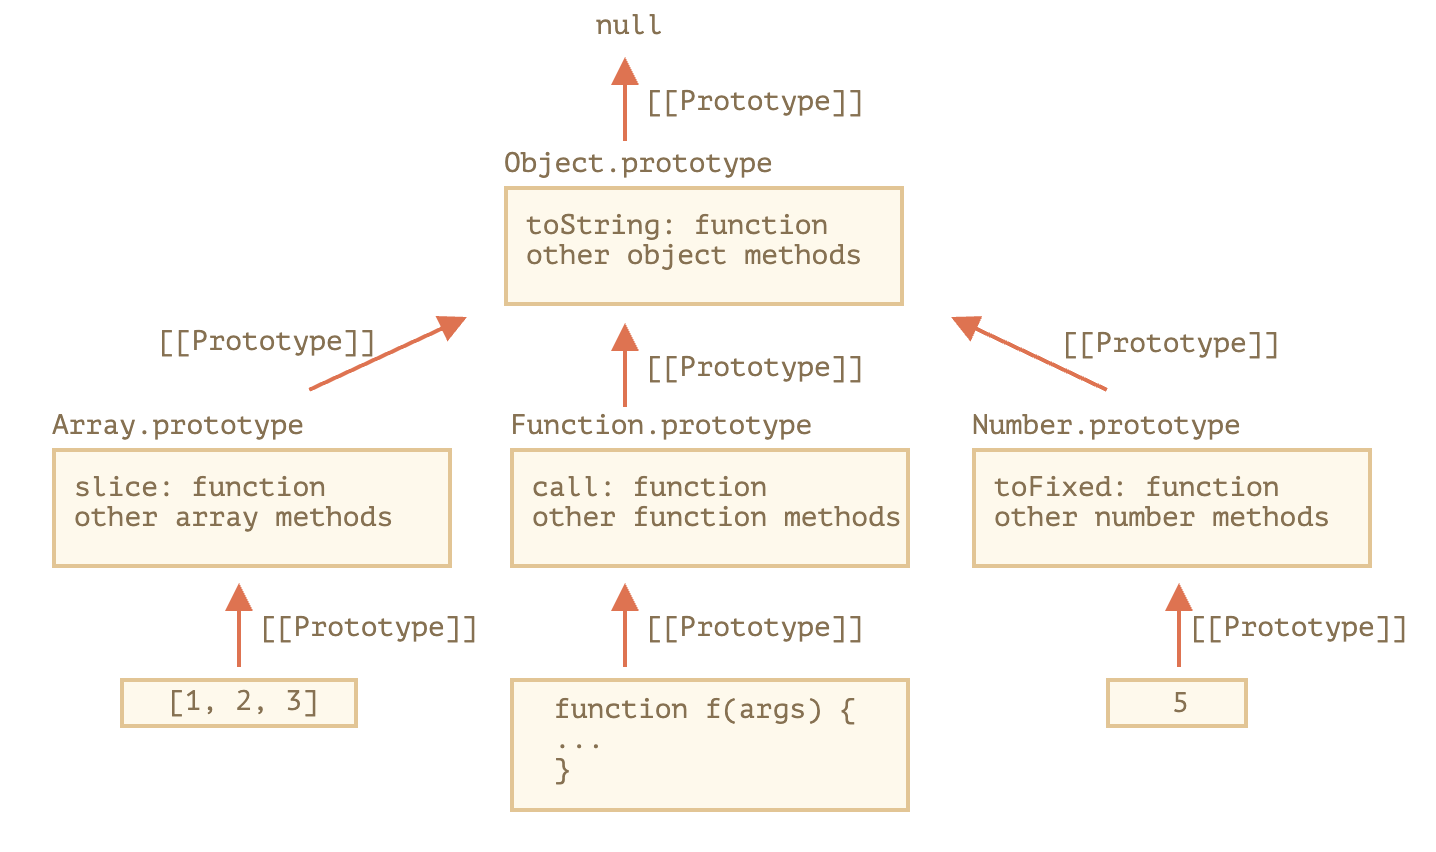 null
[[Prototype]]
Object.prototype
toString: function
other object methods
[[Prototype]]
[[Prototype]]
[[Prototype]]
Array.prototype
Function.prototype
Number.prototype
slice: function
other array methods
call: function
other function methods
toFixed: function
other number methods
[[Prototype]]
[[Prototype]]
[[Prototype]]
[1, 2, 3]
function f(args) {
...
}
5